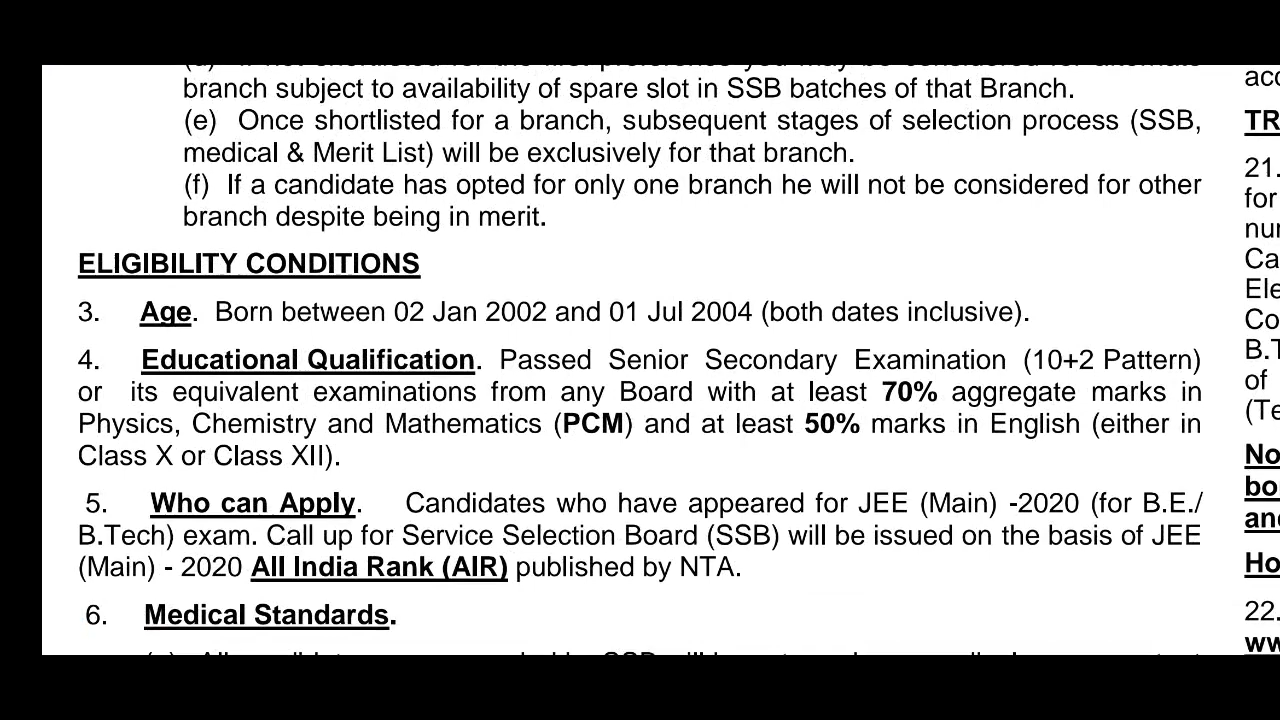 branch subject to availability of spare slot in SSB batches of that Branch.
(e) Once shortlisted for a branch, subsequent stages of selection process (SSB,
medical & Merit List) will be exclusively for that branch.
(f) If a candidate has opted for only one branch he will not be considered for other
branch despite being in merit.
ELIGIBILITY CONDITIONS
3. Age. Born between 02 Jan 2002 and 01 Jul 2004 (both dates inclusive).
4. Educational Qualification. Passed Senior Secondary Examination (10+2 Pattern)
or its equivalent examinations from any Board with at least 70% aggregate marks in
Physics, Chemistry and Mathematics (PCM) and at least 50% marks in English (either in
Class X or Class XII).
5. Who can Apply. Candidates who have appeared for JEE (Main) -2020 (for B.E./
B.Tech) exam. Call up for Service Selection Board (SSB) will be issued on the basis of JEE
(Main) - 2020 All India Rank (AIR) published by NTA.
6. Medical Standards.
21.
for
of
22.